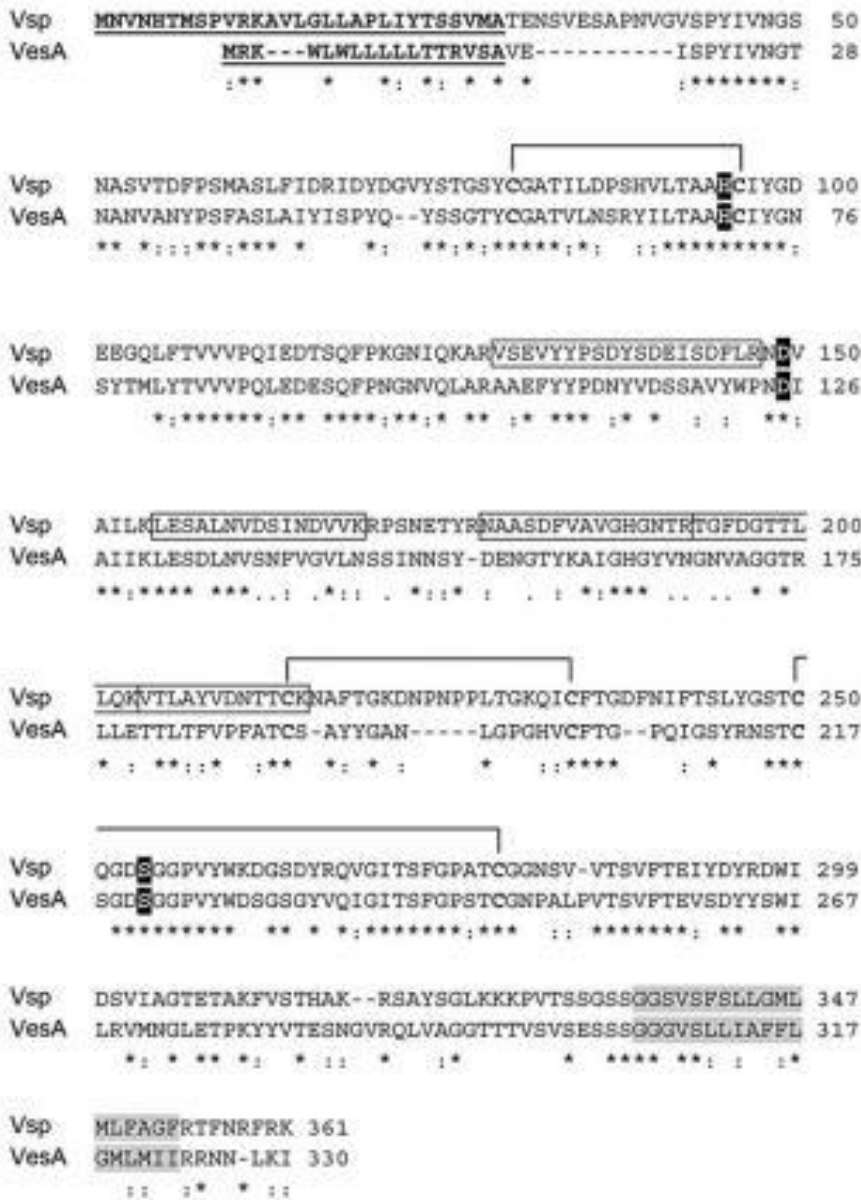 Vsp MNVNHTMSPVRKAVLGLLAPLIYTSSVMATENSVESAPNVGVSPYIVNGS 50
VesA MRK---WLWLLLLLTTRVSAVE----------ISPYIVNGT 28
:** * *: *: * * * :*******:
Vsp NASVTDFPSMASLFIDRIDYDGVYSTGSYCGATILDPSHVLTAAHCIYGD 100
VesA NANVANYPSFASLAIYISPYQ--YSSGTYCGATVLNSRYILTAAHCIYGN 76
** *:::**:*** * *: **:*:*****:*: ::*********:
Vsp EEGQLFTVVVPQIEDTSQFPKGNIQKARVSEVYYPSDYSDEISDFLRNDV 150
VesA SYTMLYTVVVPQLEDESQFPNGNVQLARAAEFYYPDNYVDSSAVYWPNDI 126
*:******:** ****:**:* **.:*.***.:* * : : **:
Vsp AILKLESALNVDSINDVVKRPSNETYRNAASDFVAVGHGNTRTGFDGTTL 200
VesA AIIKLESDLNVSNFVGVLNSSINNSY-DENGTYKAIGHGYVNGNVAGGTR 175
**:**** ***..: .*:: . *::* : . : *:*** .. .. * *
Vsp LQKVTLAYVDNTTCKNAFTGKDNPNPPLTGKQICFTGDFNIFTSLYGSTC 250
VesA LLETTLTFVPFATCS-AYYGAN-----LGPGHVCFTG--PQIGSYRNSTC 217
* : **::* :** *: * : * ::**** : * ***
Vsp QGDSGGPVYWKDGSDYRQVGITSFGPATCGGNSV-VTSVFTEIYDYRDWI 299
VesA SGDSGGPVYWDSGSGYVQIGITSFGPSTCGNPALPVTSVFTEVSDYYSWI 267
********* ** * *:*******:*** :: *******: ** **
Vsp DSVIAGTETAKFVSTHAK--RSAYSGLKKKPVTSSGSSGGSVSFSLLGML 347
VesA LRVMNGLETPKYYVTESNGVRQLVAGGTTTVSVSESSSGGGVSLLIAFFL 317
*: * ** *: * :: * :* * **** **: : :*
Vsp MLFAGFRTFNRFRK 361
VesA GMLMIIRRNN-LKI 330
:: :* * ::